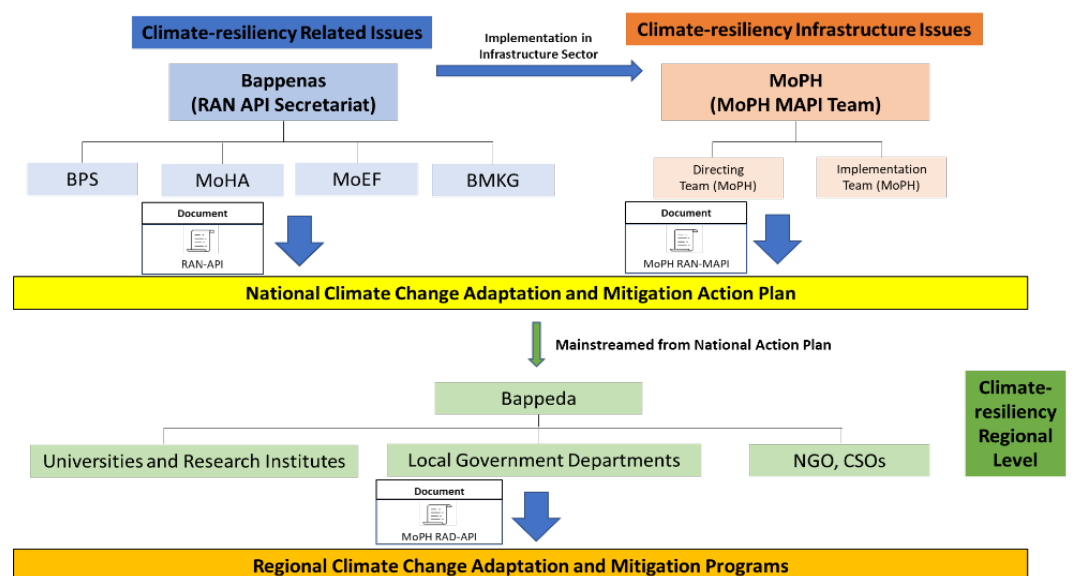 Climate-resiliency Related Issues
Implementation in
Infrastructure Sector
Climate-resiliency Infrastructure Issues
Bappenas
(RAN API Secretariat)
MoPH
(MoPH MAPI Team)
BPS
MoHA
MoEF
BMKG
Directing
Team (MoPH)
Implementation
Team (MoPH)
Document
RAN-API
Document
MoPH RAN-MAPI
National Climate Change Adaptation and Mitigation Action Plan
Mainstreamed from National Action Plan
Bappeda
Climate-
resiliency
Regional
Level
Universities and Research Institutes
Local Government Departments
NGO, CSOs
Document
MoPH RAD-API
Regional Climate Change Adaptation and Mitigation Programs